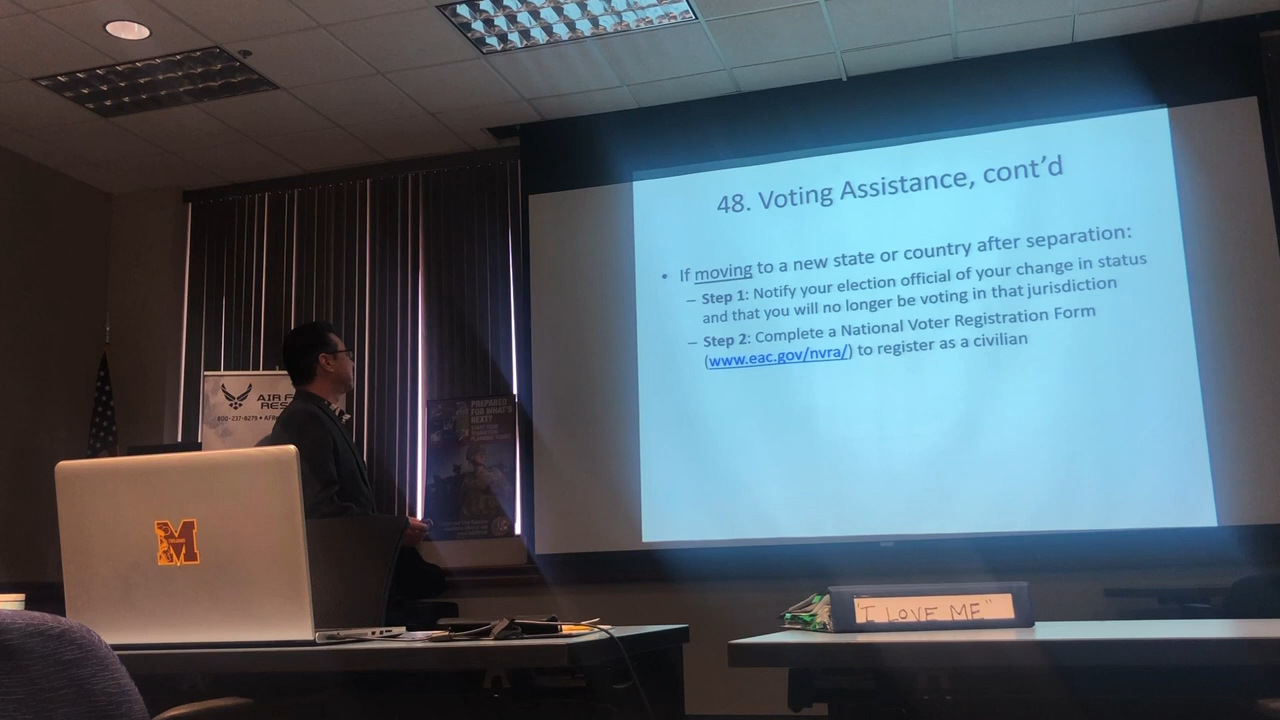 48. Voting Assistance, cont'd
• If moving to a new state or country after separation:
– Step 1: Notify your election official of your change in status
and that you will no longer be voting in that jurisdiction
– Step 2: Complete a National Voter Registration Form
(www.eac.gov/nvra/) to register as a civilian
AIR F
RES
800-237-8279 • AFRe
PREPARED
FOR WHAT'S
NEXT?
M
"I LOVE ME"